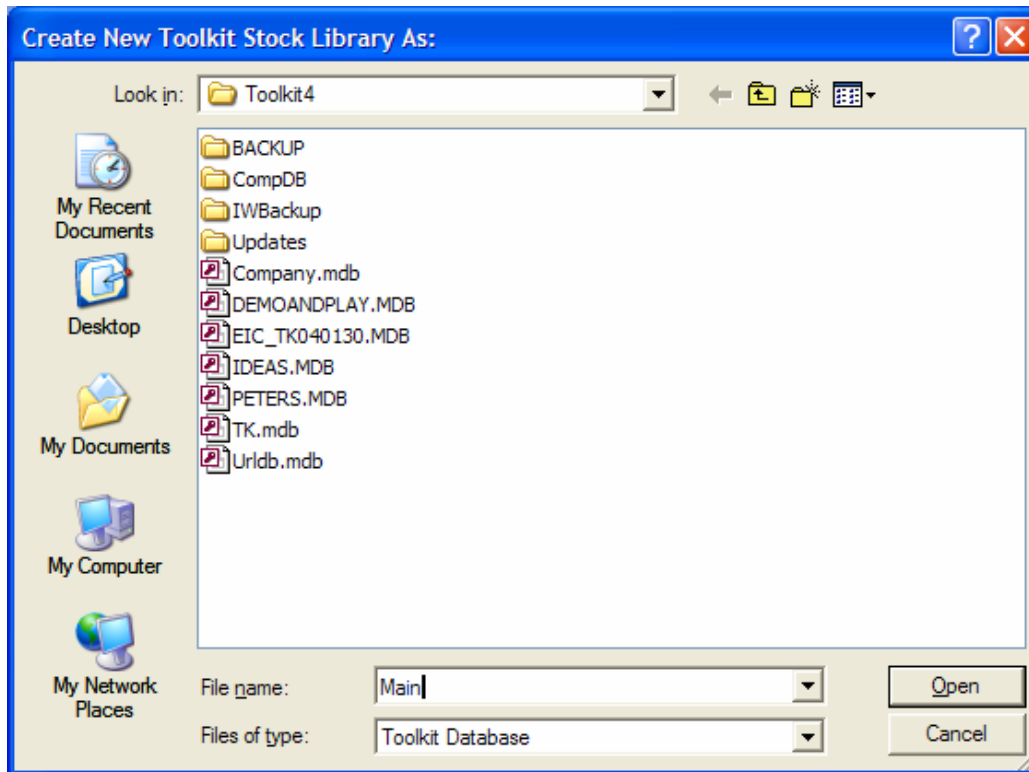 Create New Toolkit Stock Library As:
Look in: Toolkit4
BACKUP
CompDB
IWBackup
Updates
Company.mdb
DEMOANDPLAY.MDB
EIC_TK040130.MDB
IDEAS.MDB
PETERS.MDB
TK.mdb
Urldb.mdb
My Recent
Documents
Desktop
My Documents
My Computer
My Network
Places
File name: Main Open
Files of type: Toolkit Database Cancel